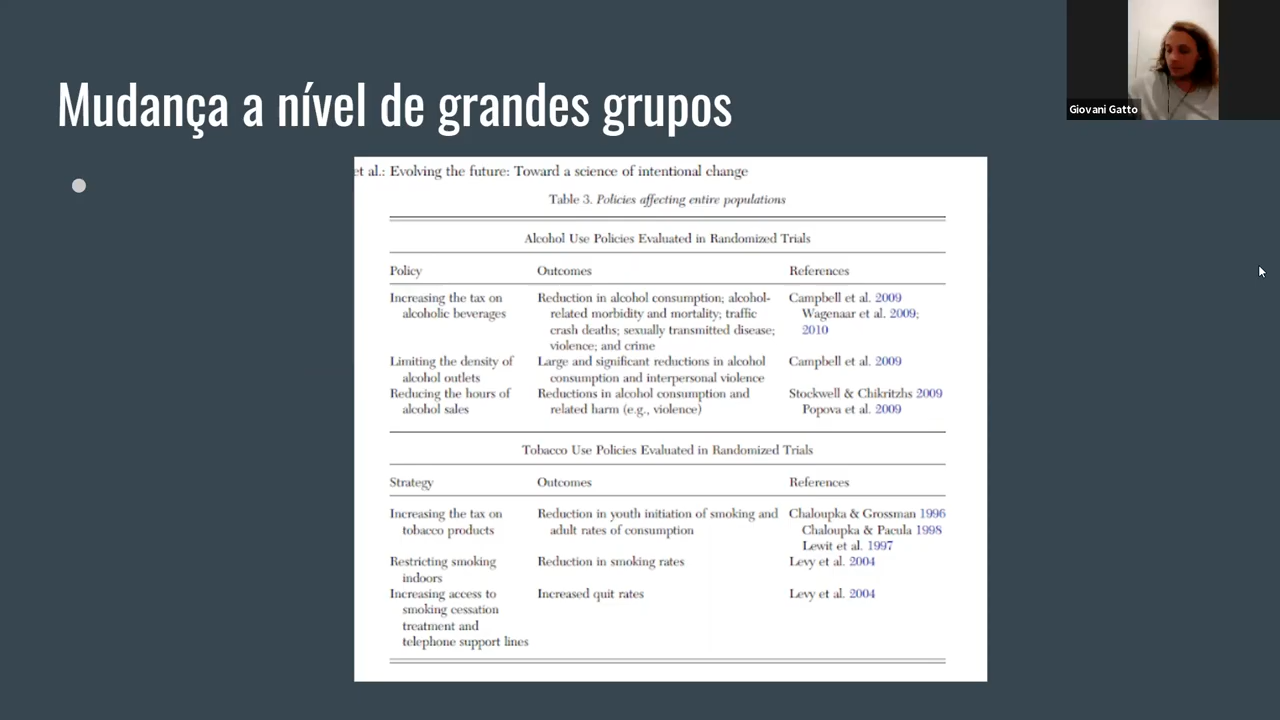 Mudança a nível de grandes grupos
Giovani Gatto
et al.: Evolving the future: Toward a science of intentional change
Table 3. Policies affecting entire populations
Alcohol Use Policies Evaluated in Randomized Trials
Policy Outcomes References
Increasing the tax on Reduction in alcohol consumption; alcohol- Campbell et al. 2009
alcoholic beverages related morbidity and mortality; traffic Wagenaar et al. 2009;
crash deaths; sexually transmitted disease; 2010
violence; and crime
Limiting the density of Large and significant reductions in alcohol Campbell et al. 2009
alcohol outlets consumption and interpersonal violence
Reducing the hours of Reductions in alcohol consumption and Stockwell & Chikritzhs 2009
alcohol sales related harm (e.g., violence) Popova et al. 2009
Tobacco Use Policies Evaluated in Randomized Trials
Strategy Outcomes References
Increasing the tax on Reduction in youth initiation of smoking and Chaloupka & Grossman 1996
tobacco products adult rates of consumption Chaloupka & Pacula 1998
Lewit et al. 1997
Restricting smoking Reduction in smoking rates Levy et al. 2004
indoors
Increasing access to Increased quit rates Levy et al. 2004
smoking cessation
treatment and
telephone support lines